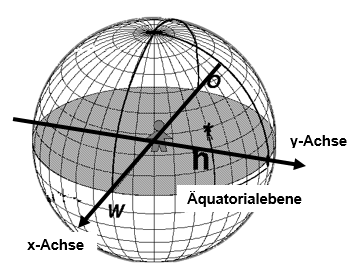 o
y-Achse
n
Äquatorialebene
w
x-Achse